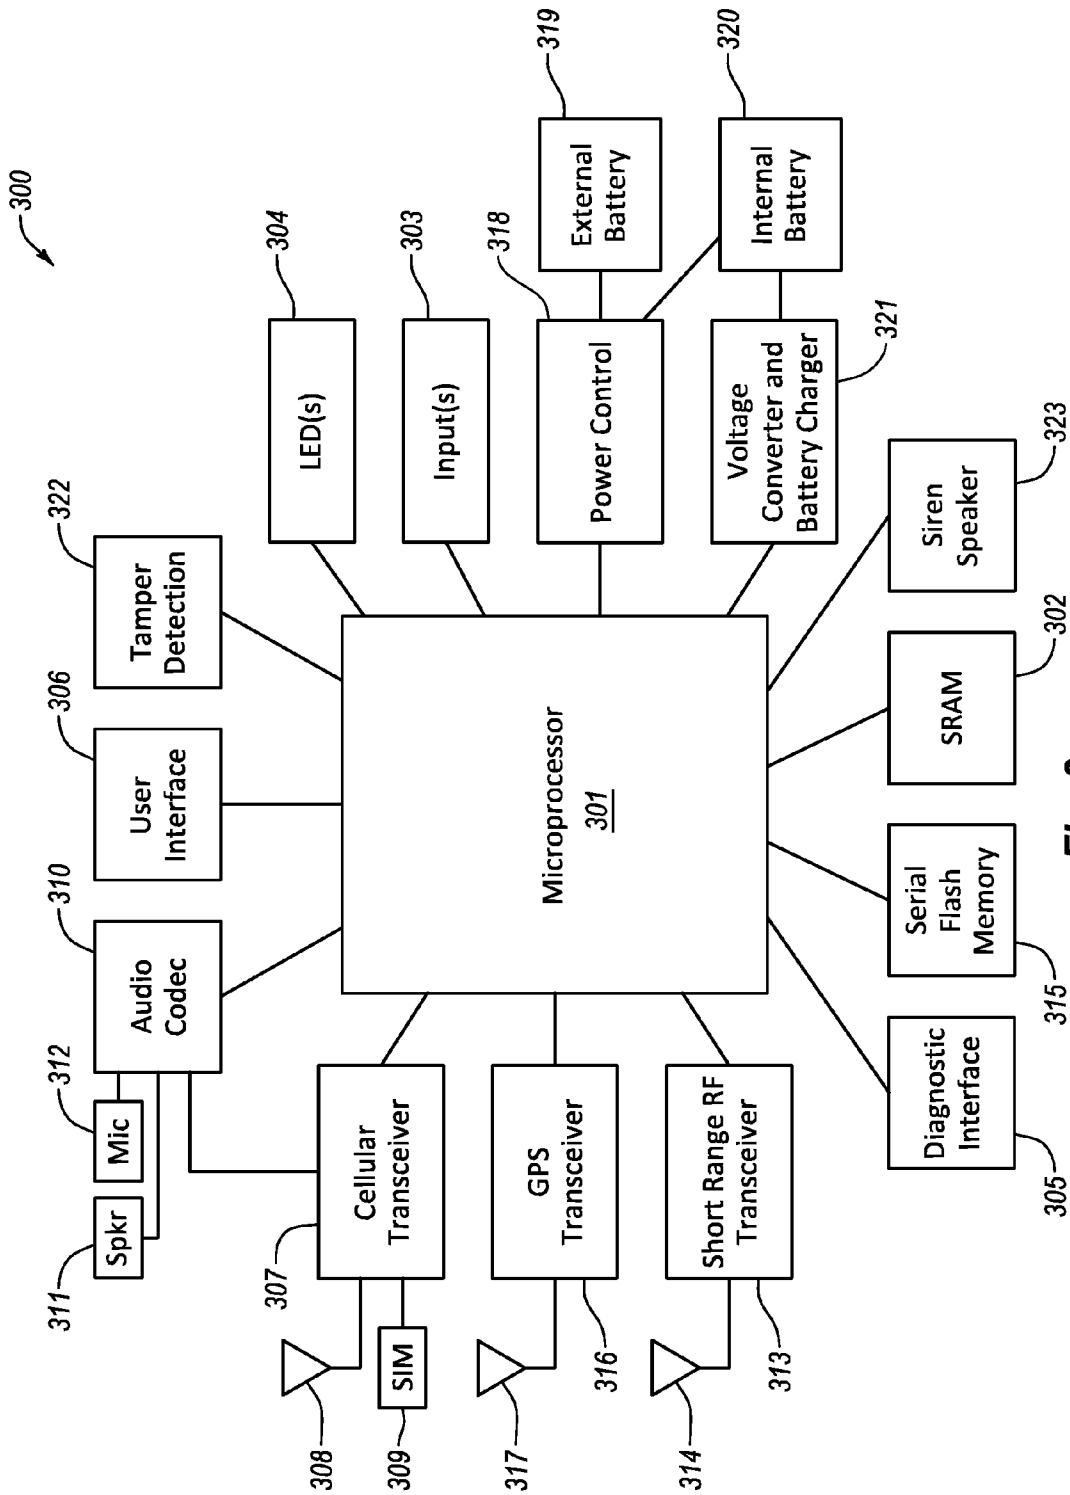 300
308
309
SIM
317
314
311
Spkr
312
Mic
310
Audio
Codec
306
User
Interface
322
Tamper
Detection
304
LED(s)
303
Input(s)
307
Cellular
Transceiver
316
GPS
Transceiver
313
Short Range RF
Transceiver
Microprocessor
301
318
Power Control
319
External
Battery
320
Internal
Battery
321
Voltage
Converter and
Battery Charger
305
Diagnostic
Interface
315
Serial
Flash
Memory
302
SRAM
323
Siren
Speaker